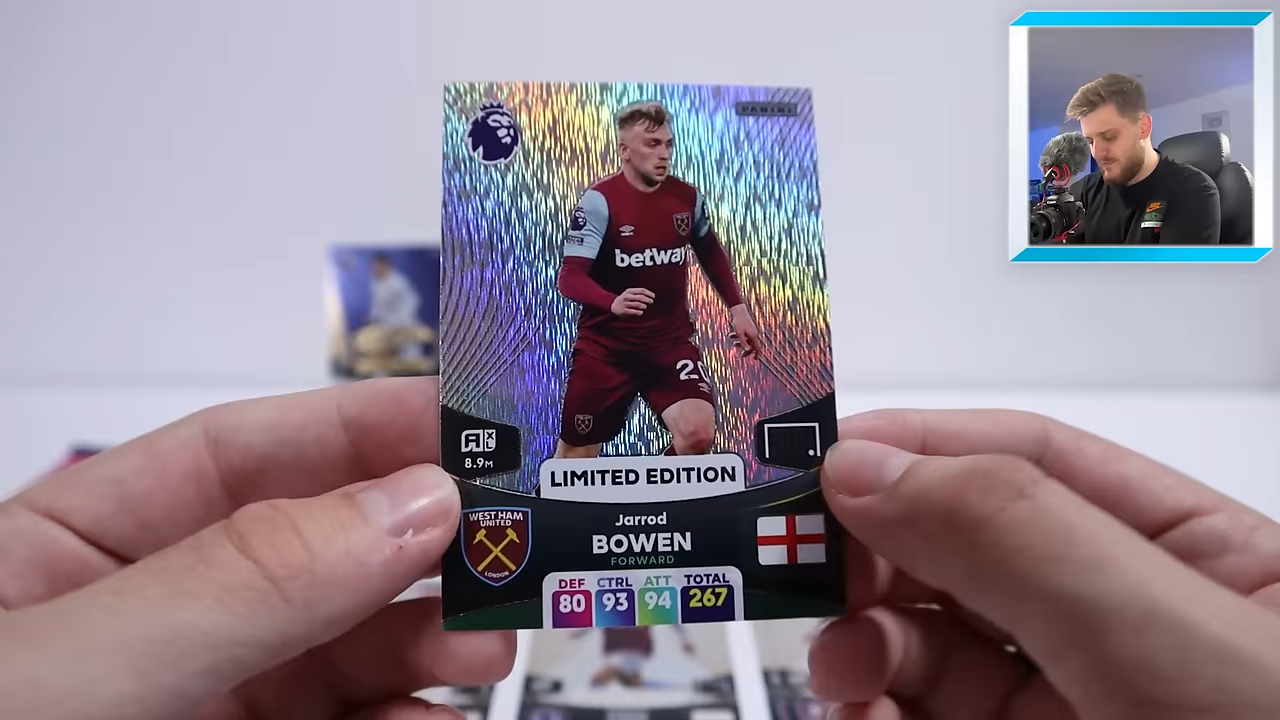 PANINI
betway
20
8.9M
LIMITED EDITION
WEST HAM
UNITED
LONDON
Jarrod
BOWEN
FORWARD
DEF CTRL ATT TOTAL
80 93 94 267